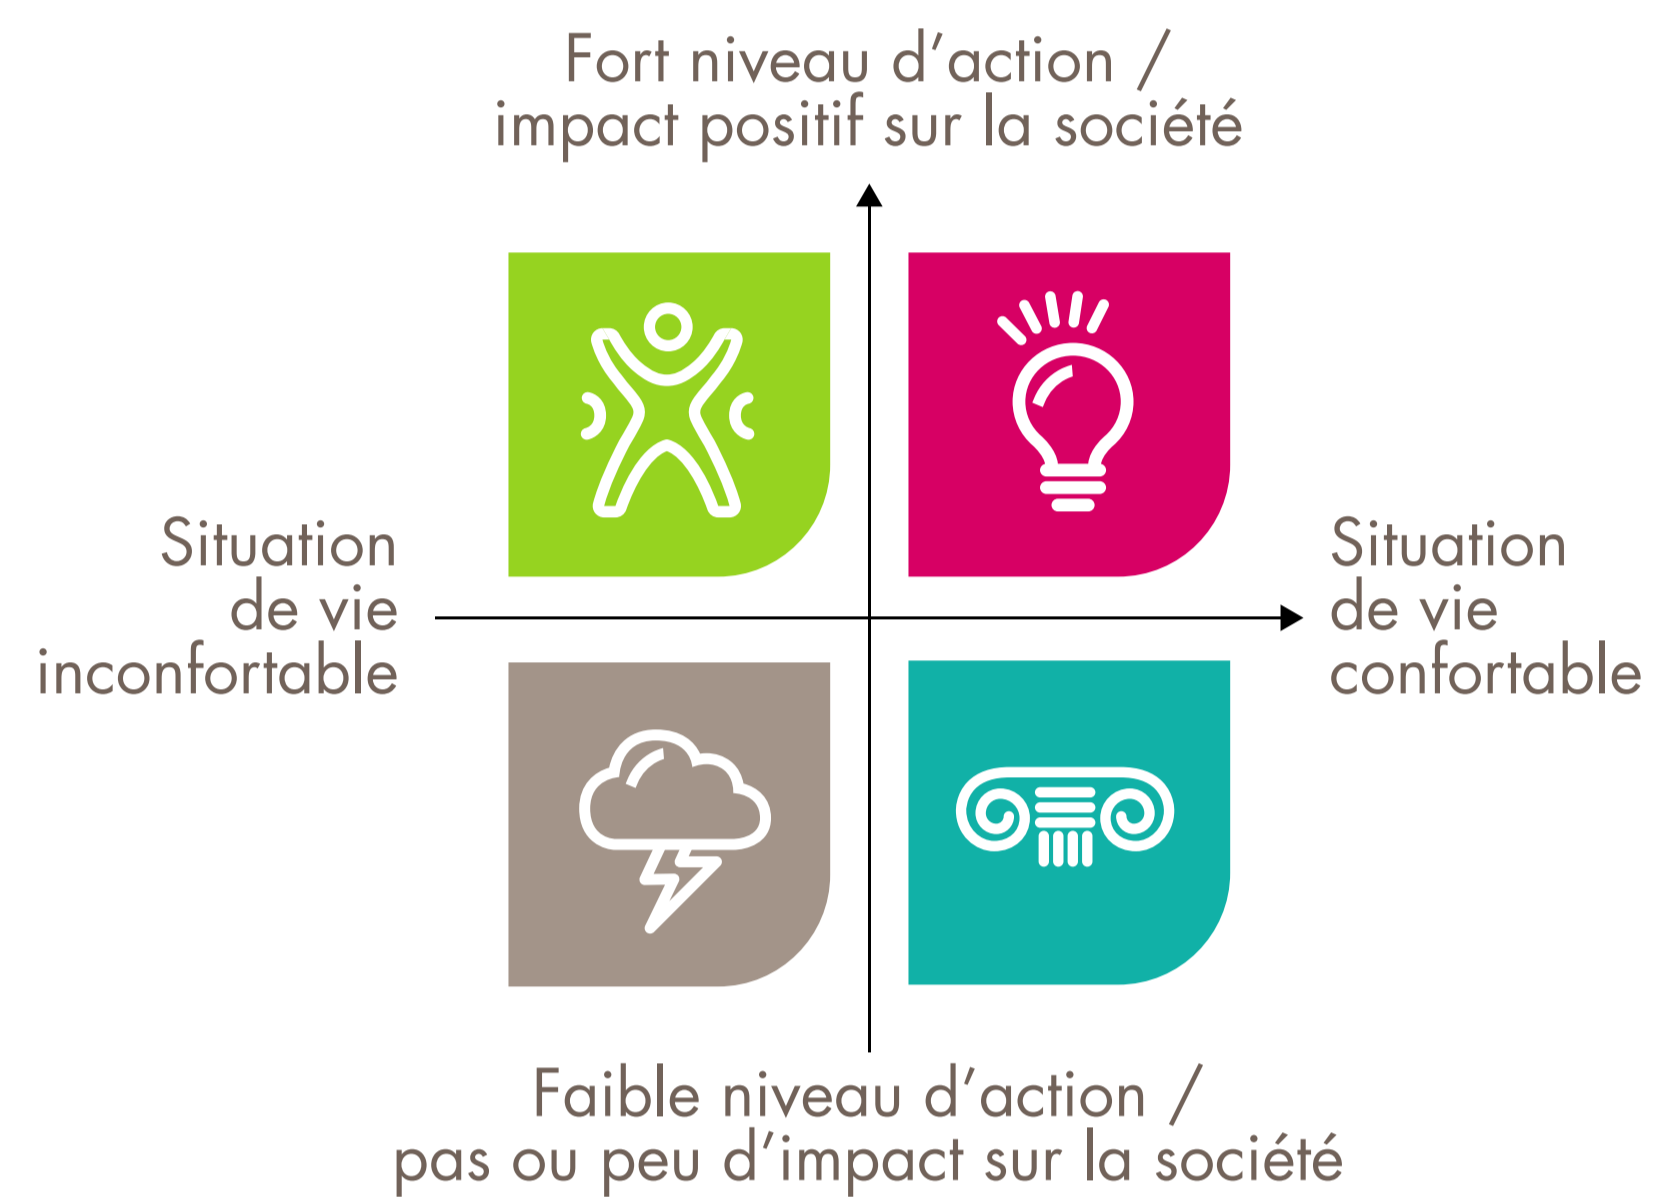 Fort niveau d’action /
impact positif sur la société
Situation
de vie
inconfortable
Situation
de vie
confortable
Faible niveau d’action /
pas ou peu d’impact sur la société